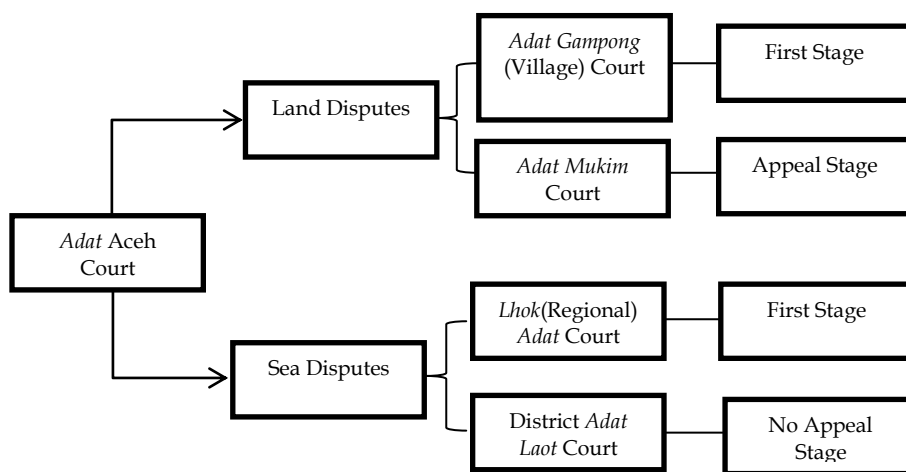 Adat Gampong
(Village) Court
First Stage
Land Disputes
Adat Mukim
Court
Appeal Stage
Adat Aceh
Court
Lhok(Regional)
Adat Court
First Stage
Sea Disputes
District Adat
Laot Court
No Appeal
Stage